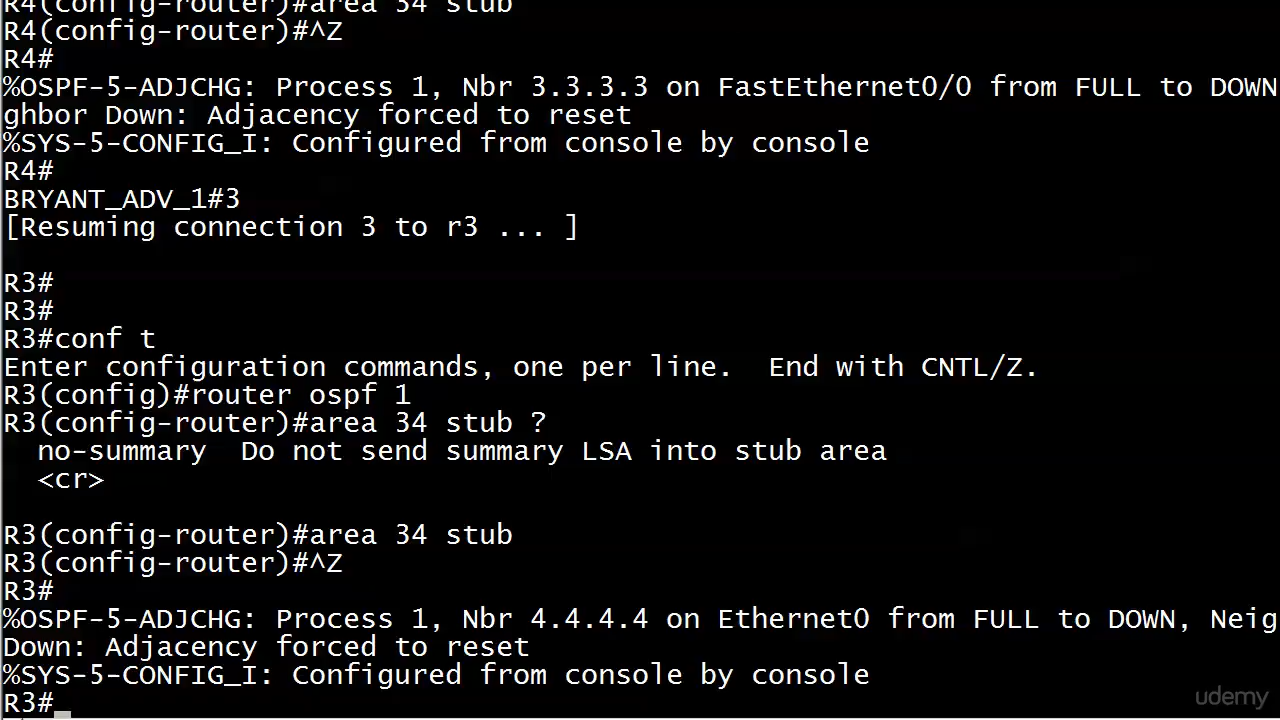 R4(config-router)#area 34 stub
R4(config-router)#^Z
R4#
%OSPF-5-ADJCHG: Process 1, Nbr 3.3.3.3 on FastEthernet0/0 from FULL to DOWN
ghbor Down: Adjacency forced to reset
%SYS-5-CONFIG_I: Configured from console by console
R4#
BRYANT_ADV_1#3
[Resuming connection 3 to r3 ... ]
R3#
R3#
R3#conf t
Enter configuration commands, one per line.  End with CNTL/Z.
R3(config)#router ospf 1
R3(config-router)#area 34 stub ?
  no-summary  Do not send summary LSA into stub area
  <cr>
R3(config-router)#area 34 stub
R3(config-router)#^Z
R3#
%OSPF-5-ADJCHG: Process 1, Nbr 4.4.4.4 on Ethernet0 from FULL to DOWN, Neig
Down: Adjacency forced to reset
%SYS-5-CONFIG_I: Configured from console by console
R3#
udemy